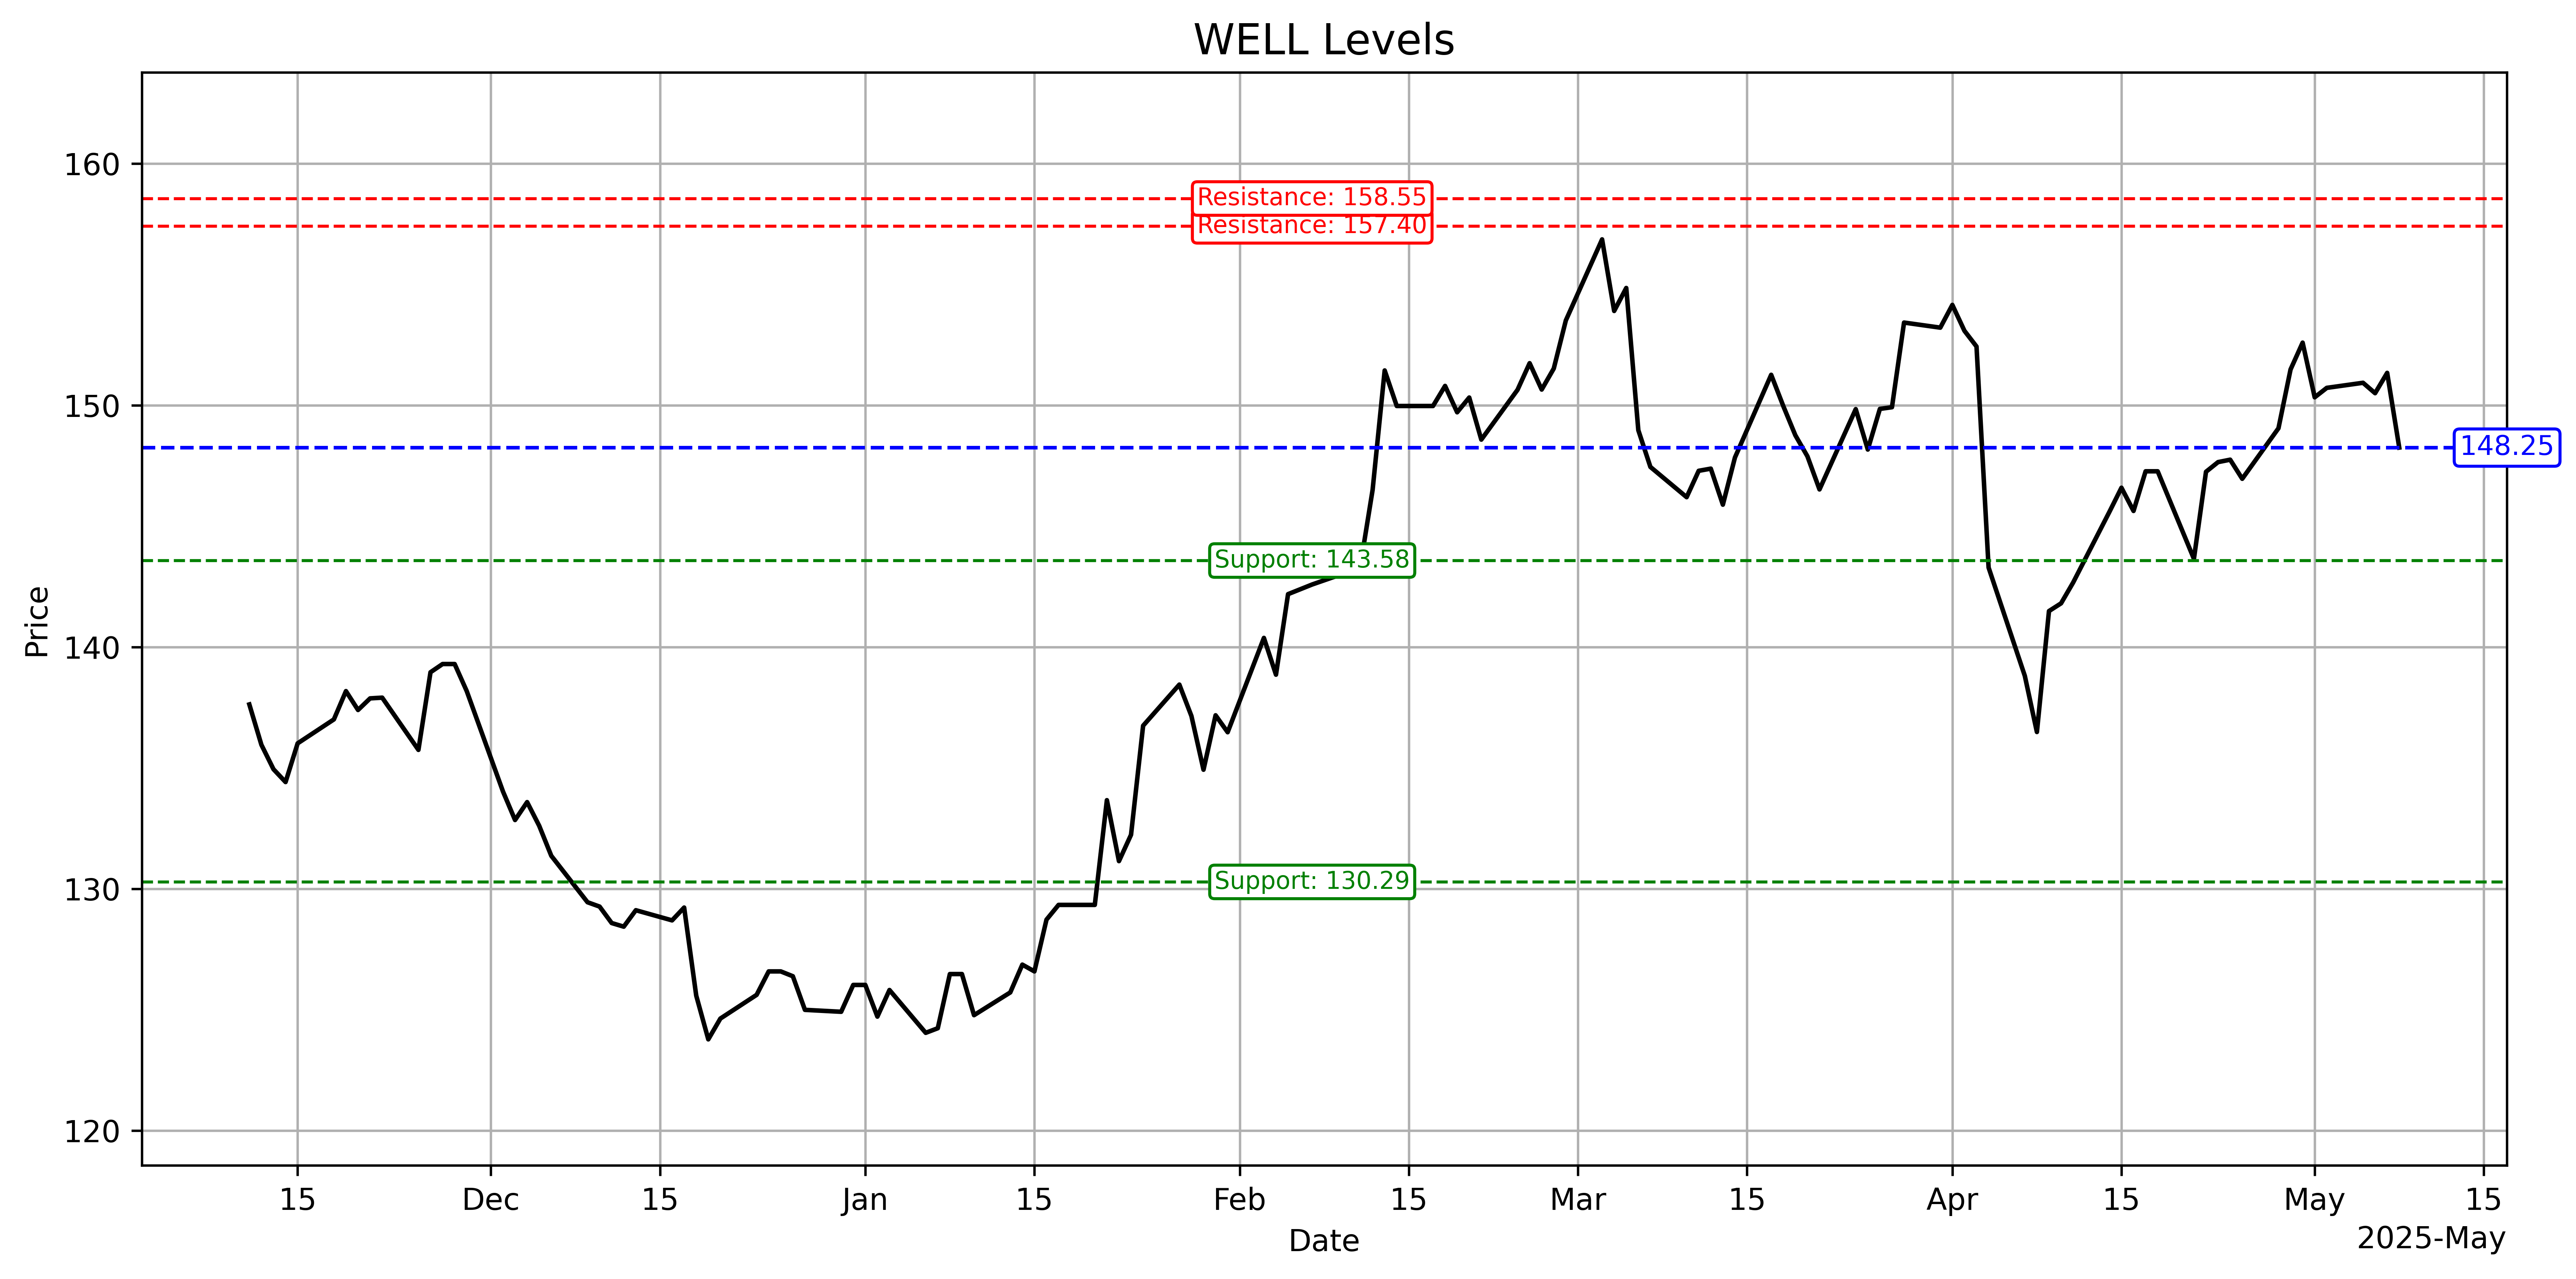 WELL Levels
160
Resistance: 158.55
Resistance: 157.40
150
148.25
Support: 143.58
Price
140
Support: 130.29
130
120
15 Dec 15 Jan 15 Feb 15 Mar 15 Apr 15 May 15
Date
2025-May